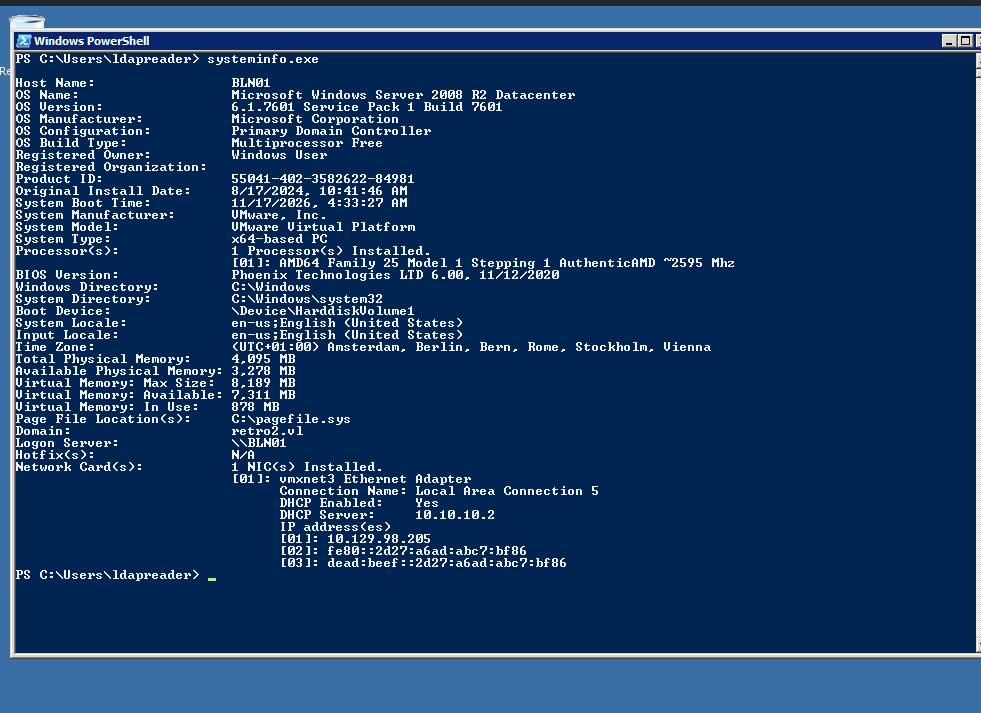 Windows PowerShell
PS C:\Users\ldapreader> systeminfo.exe
Re
Host Name:                 BLN01
OS Name:                   Microsoft Windows Server 2008 R2 Datacenter
OS Version:                6.1.7601 Service Pack 1 Build 7601
OS Manufacturer:           Microsoft Corporation
OS Configuration:          Primary Domain Controller
OS Build Type:             Multiprocessor Free
Registered Owner:          Windows User
Registered Organization:
Product ID:                55041-402-3582622-84981
Original Install Date:     8/17/2024, 10:41:46 AM
System Boot Time:          11/17/2026, 4:33:27 AM
System Manufacturer:       VMware, Inc.
System Model:              VMware Virtual Platform
System Type:               x64-based PC
Processor(s):              1 Processor(s) Installed.
                           [01]: AMD64 Family 25 Model 1 Stepping 1 AuthenticAMD ~2595 Mhz
BIOS Version:              Phoenix Technologies LTD 6.00, 11/12/2020
Windows Directory:         C:\Windows
System Directory:          C:\Windows\system32
Boot Device:               \Device\HarddiskVolume1
System Locale:             en-us;English (United States)
Input Locale:              en-us;English (United States)
Time Zone:                 (UTC+01:00) Amsterdam, Berlin, Bern, Rome, Stockholm, Vienna
Total Physical Memory:     4,095 MB
Available Physical Memory: 3,278 MB
Virtual Memory: Max Size:  8,189 MB
Virtual Memory: Available: 7,311 MB
Virtual Memory: In Use:    878 MB
Page File Location(s):     C:\pagefile.sys
Domain:                    retro2.vl
Logon Server:              \\BLN01
Hotfix(s):                 N/A
Network Card(s):           1 NIC(s) Installed.
                           [01]: vmxnet3 Ethernet Adapter
                                 Connection Name: Local Area Connection 5
                                 DHCP Enabled:    Yes
                                 DHCP Server:     10.10.10.2
                                 IP address(es)
                                 [01]: 10.129.98.205
                                 [02]: fe80::2d27:a6ad:abc7:bf86
                                 [03]: dead:beef::2d27:a6ad:abc7:bf86
PS C:\Users\ldapreader> _